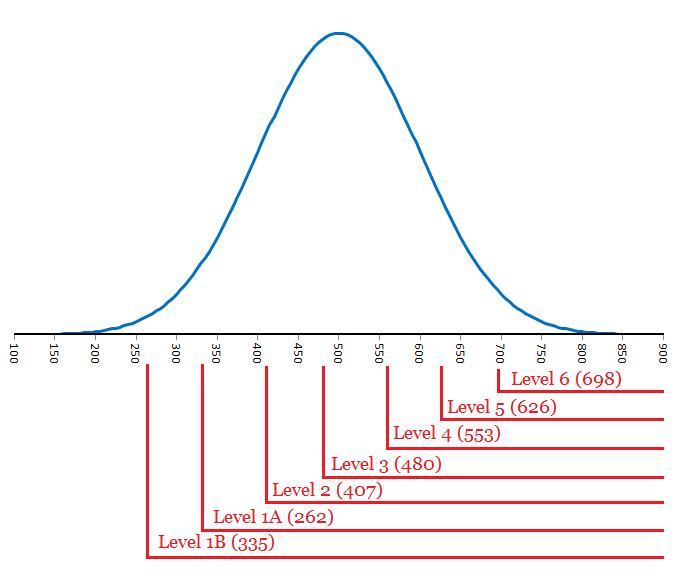 100 150 200 250 300 350 400 450 500 550 600 650 700 750 800 850 900
Level 6 (698)
Level 5 (626)
Level 4 (553)
Level 3 (480)
Level 2 (407)
Level 1A (262)
Level 1B (335)